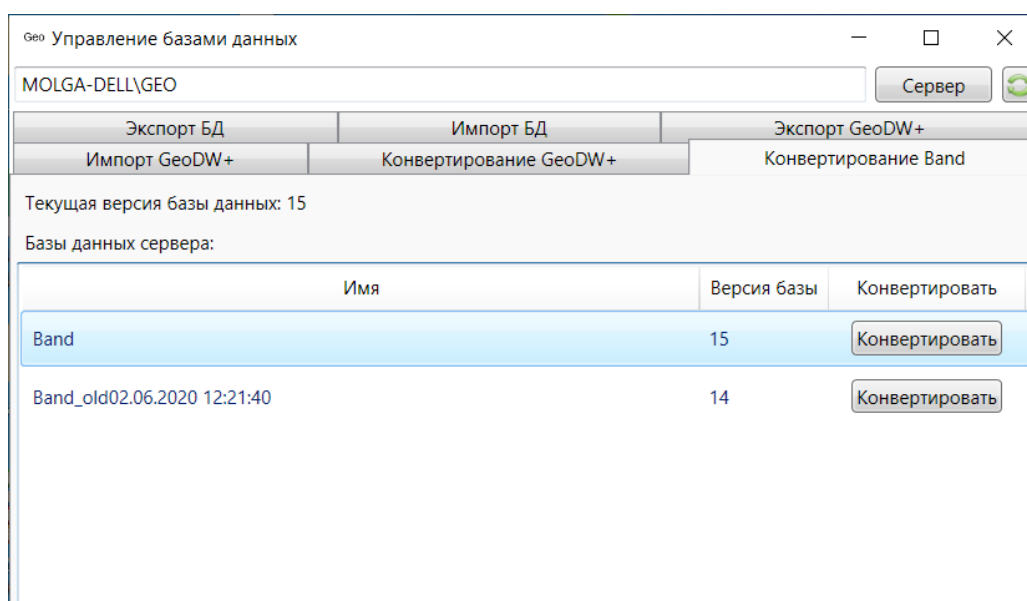 Geo Управление базами данных
MOLGA-DELL\GEO Сервер
Экспорт БД Импорт БД Экспорт GeoDW+
Импорт GeoDW+ Конвертирование GeoDW+ Конвертирование Band
Текущая версия базы данных: 15
Базы данных сервера:
Имя Версия базы Конвертировать
Band 15 Конвертировать
Band_old02.06.2020 12:21:40 14 Конвертировать